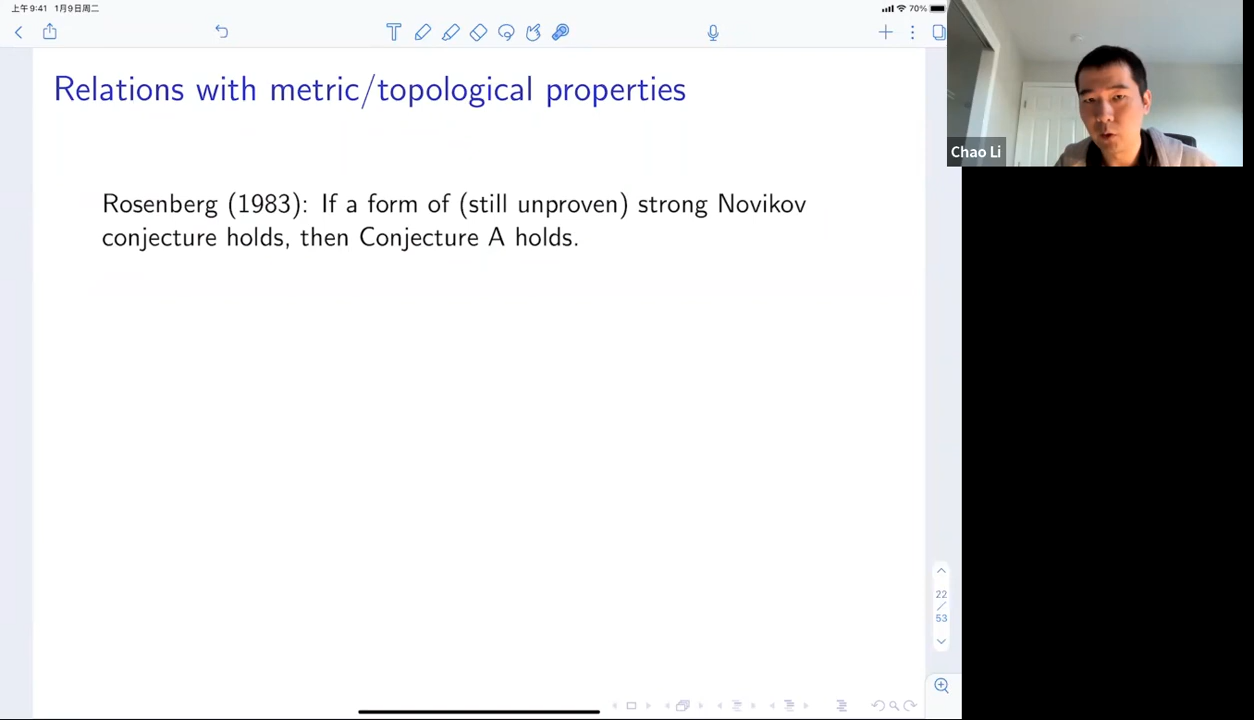 上午9:41 1月9日周二
70%
Relations with metric/topological properties
Chao Li
Rosenberg (1983): If a form of (still unproven) strong Novikov
conjecture holds, then Conjecture A holds.
22
/
53